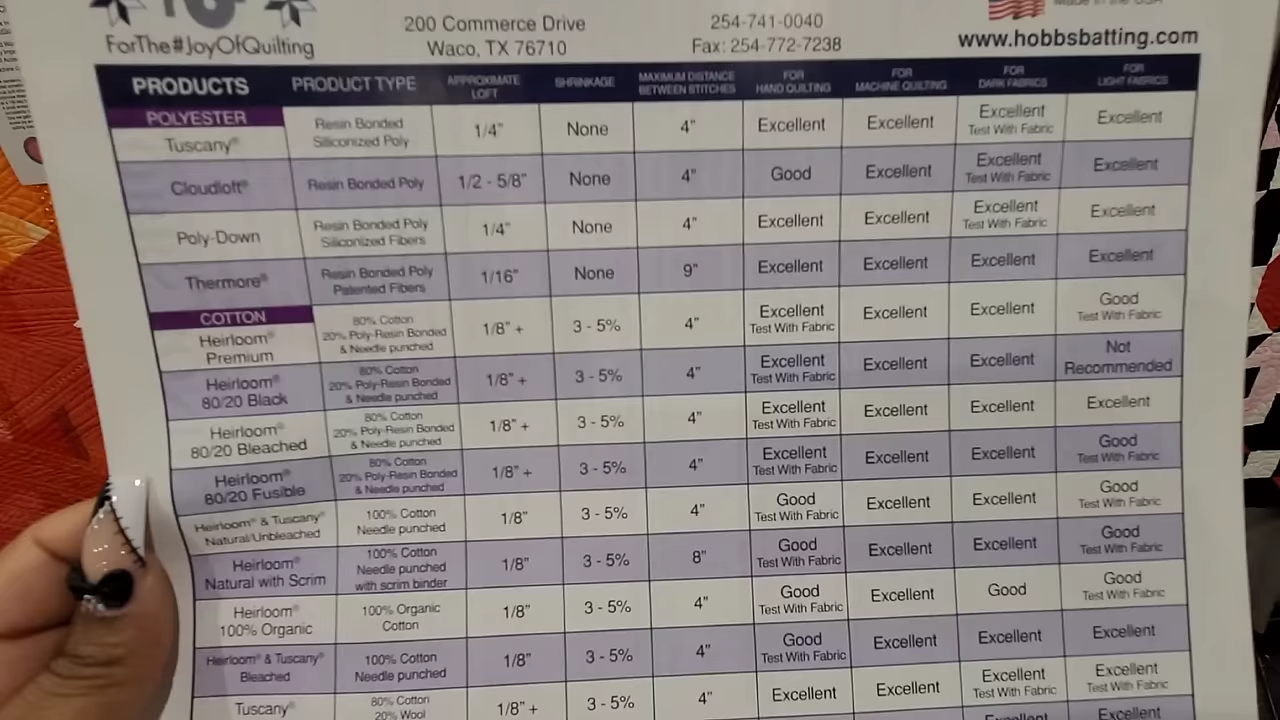 ForThe#JoyOfQuilting
200 Commerce Drive
Waco, TX 76710
254-741-0040
Fax: 254-772-7238
Made in the USA
www.hobbsbatting.com
PRODUCTS PRODUCT TYPE APPROXIMATE LOFT SHRINKAGE MAXIMUM DISTANCE BETWEEN STITCHES FOR HAND QUILTING FOR MACHINE QUILTING FOR DARK FABRICS FOR LIGHT FABRICS
POLYESTER
Tuscany® Resin Bonded Siliconized Poly 1/4" None 4" Excellent Excellent Excellent Test With Fabric Excellent
Cloudloft® Resin Bonded Poly 1/2 - 5/8" None 4" Good Excellent Excellent Test With Fabric Excellent
Poly-Down Resin Bonded Poly Siliconized Fibers 1/4" None 4" Excellent Excellent Excellent Test With Fabric Excellent
Thermore® Resin Bonded Poly Patented Fibers 1/16" None 9" Excellent Excellent Excellent Excellent
COTTON
Heirloom® Premium 80% Cotton 20% Poly-Resin Bonded & Needle punched 1/8" + 3 - 5% 4" Excellent Test With Fabric Excellent Excellent Good Test With Fabric
Heirloom® 80/20 Black 80% Cotton 20% Poly-Resin Bonded & Needle punched 1/8" + 3 - 5% 4" Excellent Test With Fabric Excellent Excellent Not Recommended
Heirloom® 80/20 Bleached 80% Cotton 20% Poly-Resin Bonded & Needle punched 1/8" + 3 - 5% 4" Excellent Test With Fabric Excellent Excellent Excellent
Heirloom® 80/20 Fusible 80% Cotton 20% Poly-Resin Bonded & Needle punched 1/8" + 3 - 5% 4" Excellent Test With Fabric Excellent Excellent Good Test With Fabric
Heirloom® & Tuscany® Natural/Unbleached 100% Cotton Needle punched 1/8" 3 - 5% 4" Good Test With Fabric Excellent Excellent Good Test With Fabric
Heirloom® Natural with Scrim 100% Cotton Needle punched with scrim binder 1/8" 3 - 5% 8" Good Test With Fabric Excellent Excellent Good Test With Fabric
Heirloom® 100% Organic 100% Organic Cotton 1/8" 3 - 5% 4" Good Test With Fabric Excellent Good Good Test With Fabric
Heirloom® & Tuscany® Bleached 100% Cotton Needle punched 1/8" 3 - 5% 4" Good Test With Fabric Excellent Excellent Excellent
Tuscany® 80% Cotton 20% Wool 1/8" + 3 - 5% 4" Excellent Excellent Excellent Test With Fabric Excellent Test With Fabric
Excellent Excellent